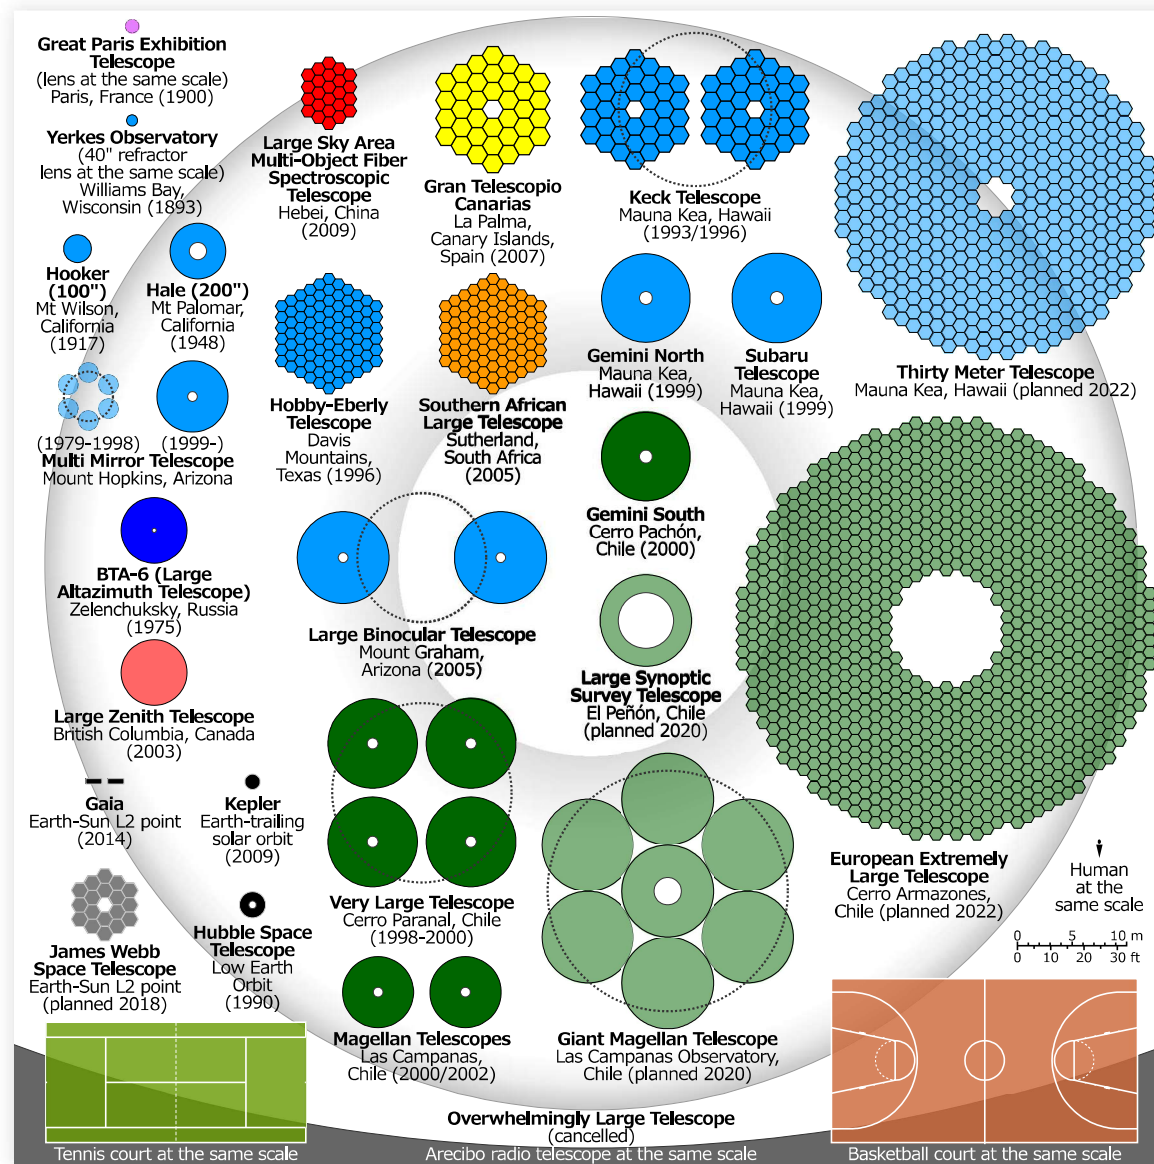 Great Paris Exhibition
Telescope
(lens at the same scale)
Paris, France (1900)
Yerkes Observatory
(40" refractor
lens at the same scale)
Williams Bay,
Wisconsin (1893)
Hooker
(100")
Mt Wilson,
California
(1917)
Hale (200")
Mt Palomar,
California
(1948)
(1979-1998)
(1999-)
Multi Mirror Telescope
Mount Hopkins, Arizona
BTA-6 (Large
Altazimuth Telescope)
Zelenchuksky, Russia
(1975)
Large Zenith Telescope
British Columbia, Canada
(2003)
Gaia
Earth-Sun L2 point
(2014)
Kepler
Earth-trailing
solar orbit
(2009)
James Webb
Space Telescope
Earth-Sun L2 point
(planned 2018)
Hubble Space
Telescope
Low Earth
Orbit
(1990)
Large Sky Area
Multi-Object Fiber
Spectroscopic
Telescope
Hebei, China
(2009)
Gran Telescopio
Canarias
La Palma,
Canary Islands,
Spain (2007)
Keck Telescope
Mauna Kea, Hawaii
(1993/1996)
Hobby-Eberly
Telescope
Davis
Mountains,
Texas (1996)
Southern African
Large Telescope
Sutherland,
South Africa
(2005)
Gemini North
Mauna Kea,
Hawaii (1999)
Subaru
Telescope
Mauna Kea,
Hawaii (1999)
Thirty Meter Telescope
Mauna Kea, Hawaii (planned 2022)
Gemini South
Cerro Pachón,
Chile (2000)
Large Binocular Telescope
Mount Graham,
Arizona (2005)
Large Synoptic
Survey Telescope
El Peñón, Chile
(planned 2020)
Very Large Telescope
Cerro Paranal, Chile
(1998-2000)
Magellan Telescopes
Las Campanas,
Chile (2000/2002)
Giant Magellan Telescope
Las Campanas Observatory,
Chile (planned 2020)
European Extremely
Large Telescope
Cerro Armazones,
Chile (planned 2022)
Human
at the
same scale
0 5 10 m
0 10 20 30 ft
Overwhelmingly Large Telescope
(cancelled)
Tennis court at the same scale
Arecibo radio telescope at the same scale
Basketball court at the same scale